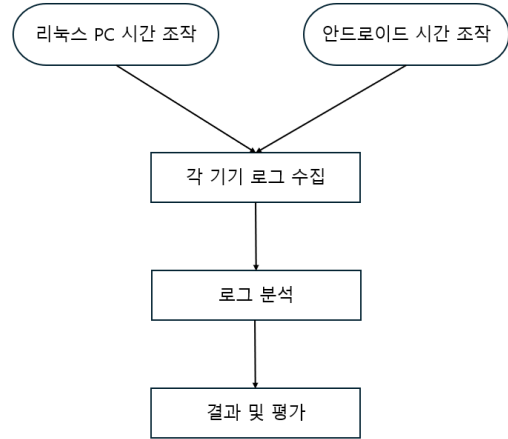 리눅스 PC 시간 조작
안드로이드 시간 조작
각 기기 로그 수집
로그 분석
결과 및 평가